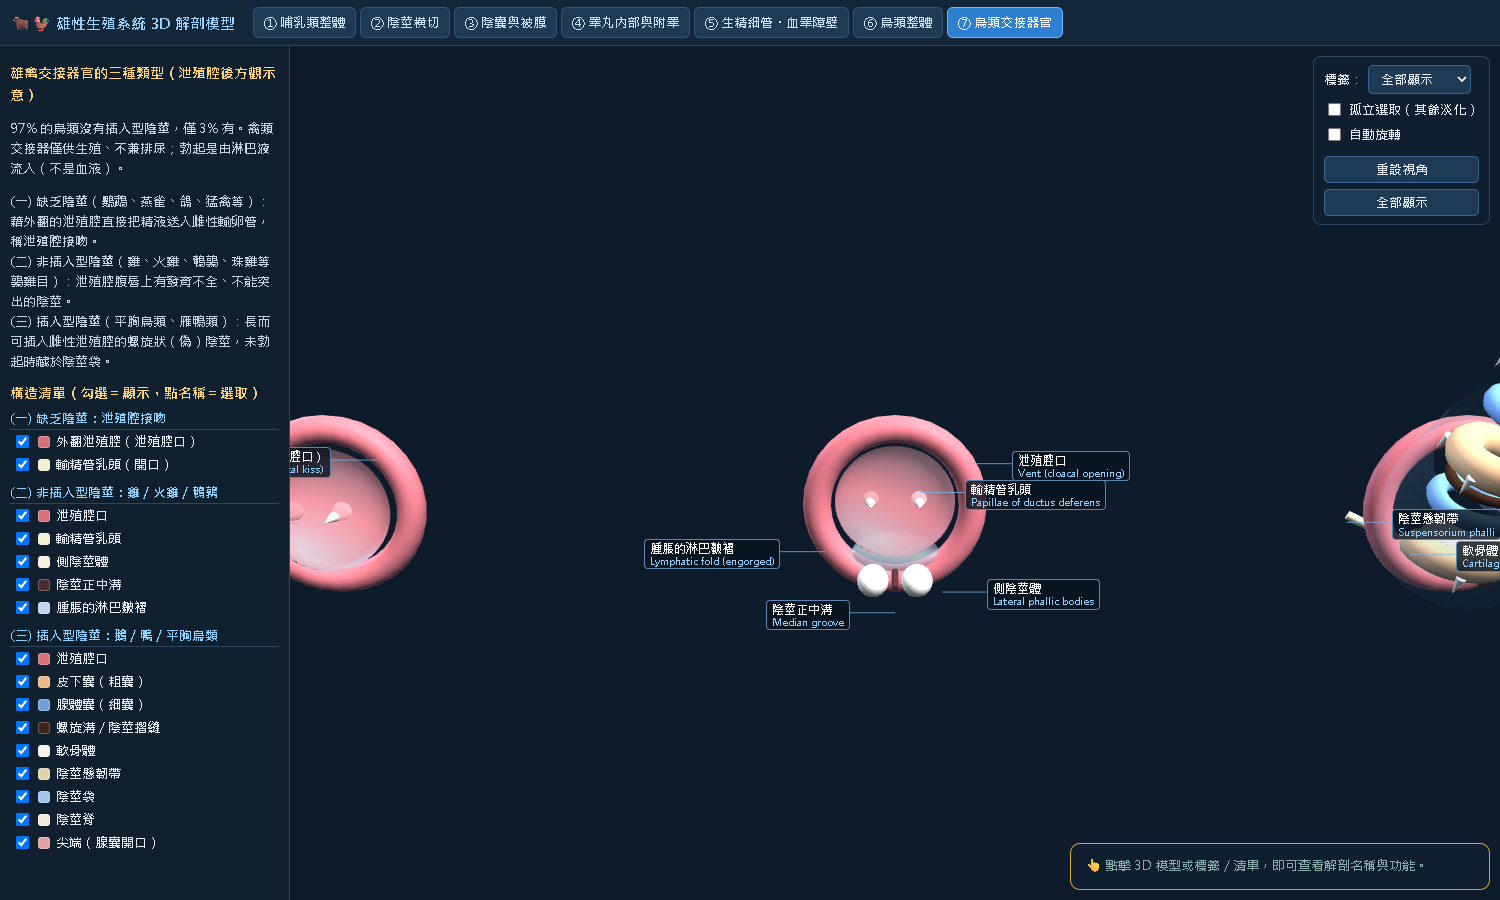 雄性生殖系統 3D 解剖模型
① 哺乳類整體
② 陰莖橫切
③ 陰囊與被膜
④ 睪丸內部與附睪
⑤ 生精細管・血睪障壁
⑥ 鳥類整體
⑦ 鳥類交接器官
雄禽交接器官的三種類型（泄殖腔後方觀示
意）
97% 的鳥類沒有插入型陰莖，僅 3% 有。禽類
交接器僅供生殖、不兼排尿；勃起是由淋巴液
流入（不是血液）。
(一) 缺乏陰莖（鸚鵡、燕雀、鴿、猛禽等）：
藉外翻的泄殖腔直接把精液送入雌性輸卵管，
稱泄殖腔接吻。
(二) 非插入型陰莖（雞、火雞、鵪鶉、珠雞等
鶉雞目）：泄殖腔腹唇上有發育不全、不能突
出的陰莖。
(三) 插入型陰莖（平胸鳥類、雁鴨類）：長而
可插入雌性泄殖腔的螺旋狀（偽）陰莖，未勃
起時藏於陰莖袋。
構造清單（勾選＝顯示，點名稱＝選取）
(一) 缺乏陰莖：泄殖腔接吻
外翻泄殖腔（泄殖腔口）
輸精管乳頭（開口）
(二) 非插入型陰莖：雞 / 火雞 / 鵪鶉
泄殖腔口
輸精管乳頭
側陰莖體
陰莖正中溝
腫脹的淋巴皺褶
(三) 插入型陰莖：鵝 / 鴨 / 平胸鳥類
泄殖腔口
皮下囊（粗囊）
腺體囊（細囊）
螺旋溝 / 陰莖摺縫
軟骨體
陰莖懸韌帶
陰莖袋
陰莖脊
尖端（腺囊開口）
腔口）
al kiss)
泄殖腔口
Vent (cloacal opening)
輸精管乳頭
Papillae of ductus deferens
腫脹的淋巴皺褶
Lymphatic fold (engorged)
側陰莖體
Lateral phallic bodies
陰莖正中溝
Median groove
陰莖懸韌帶
Suspensorium phalli
軟骨體
Cartilag
標籤：
全部顯示
孤立選取（其餘淡化）
自動旋轉
重設視角
全部顯示
點擊 3D 模型或標籤 / 清單，即可查看解剖名稱與功能。